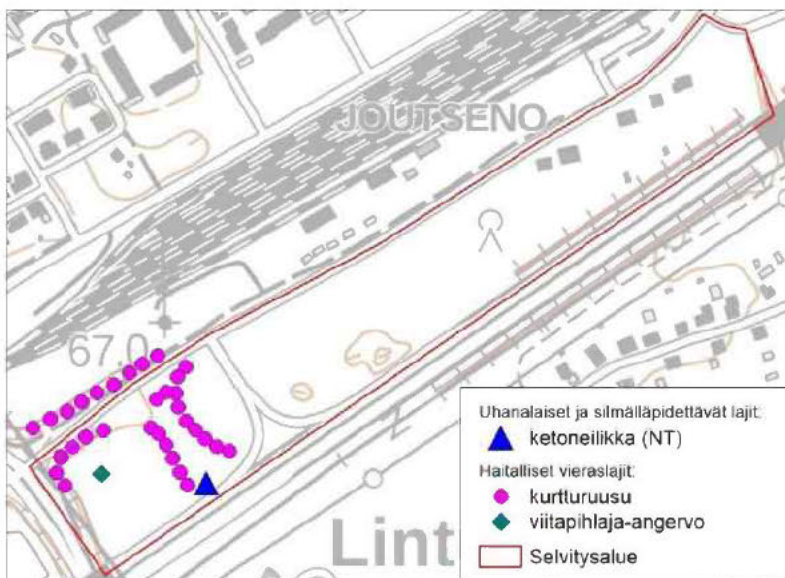 JOUTSENO
67.0
Lint
Uhanalaiset ja silmälläpidettävät lajit:
ketoneilikka (NT)
Haitalliset vieraslajit:
kurtturuusu
viitapihlaja-angervo
Selvitysalue